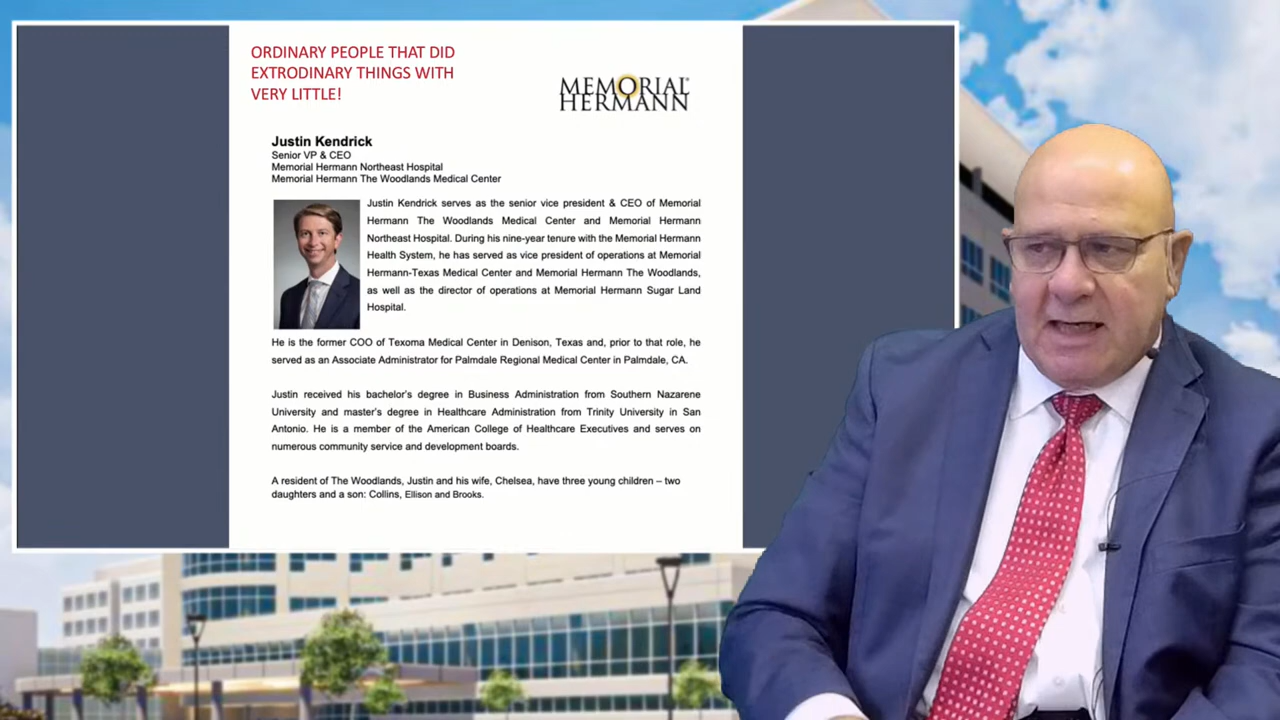 ORDINARY PEOPLE THAT DID
EXTRODINARY THINGS WITH
VERY LITTLE!
MEMORIAL®
HERMANN
Justin Kendrick
Senior VP & CEO
Memorial Hermann Northeast Hospital
Memorial Hermann The Woodlands Medical Center
Justin Kendrick serves as the senior vice president & CEO of Memorial
Hermann The Woodlands Medical Center and Memorial Hermann
Northeast Hospital. During his nine-year tenure with the Memorial Hermann
Health System, he has served as vice president of operations at Memorial
Hermann-Texas Medical Center and Memorial Hermann The Woodlands,
as well as the director of operations at Memorial Hermann Sugar Land
Hospital.
He is the former COO of Texoma Medical Center in Denison, Texas and, prior to that role, he
served as an Associate Administrator for Palmdale Regional Medical Center in Palmdale, CA.
Justin received his bachelor's degree in Business Administration from Southern Nazarene
University and master's degree in Healthcare Administration from Trinity University in San
Antonio. He is a member of the American College of Healthcare Executives and serves on
numerous community service and development boards.
A resident of The Woodlands, Justin and his wife, Chelsea, have three young children – two
daughters and a son: Collins, Ellison and Brooks.